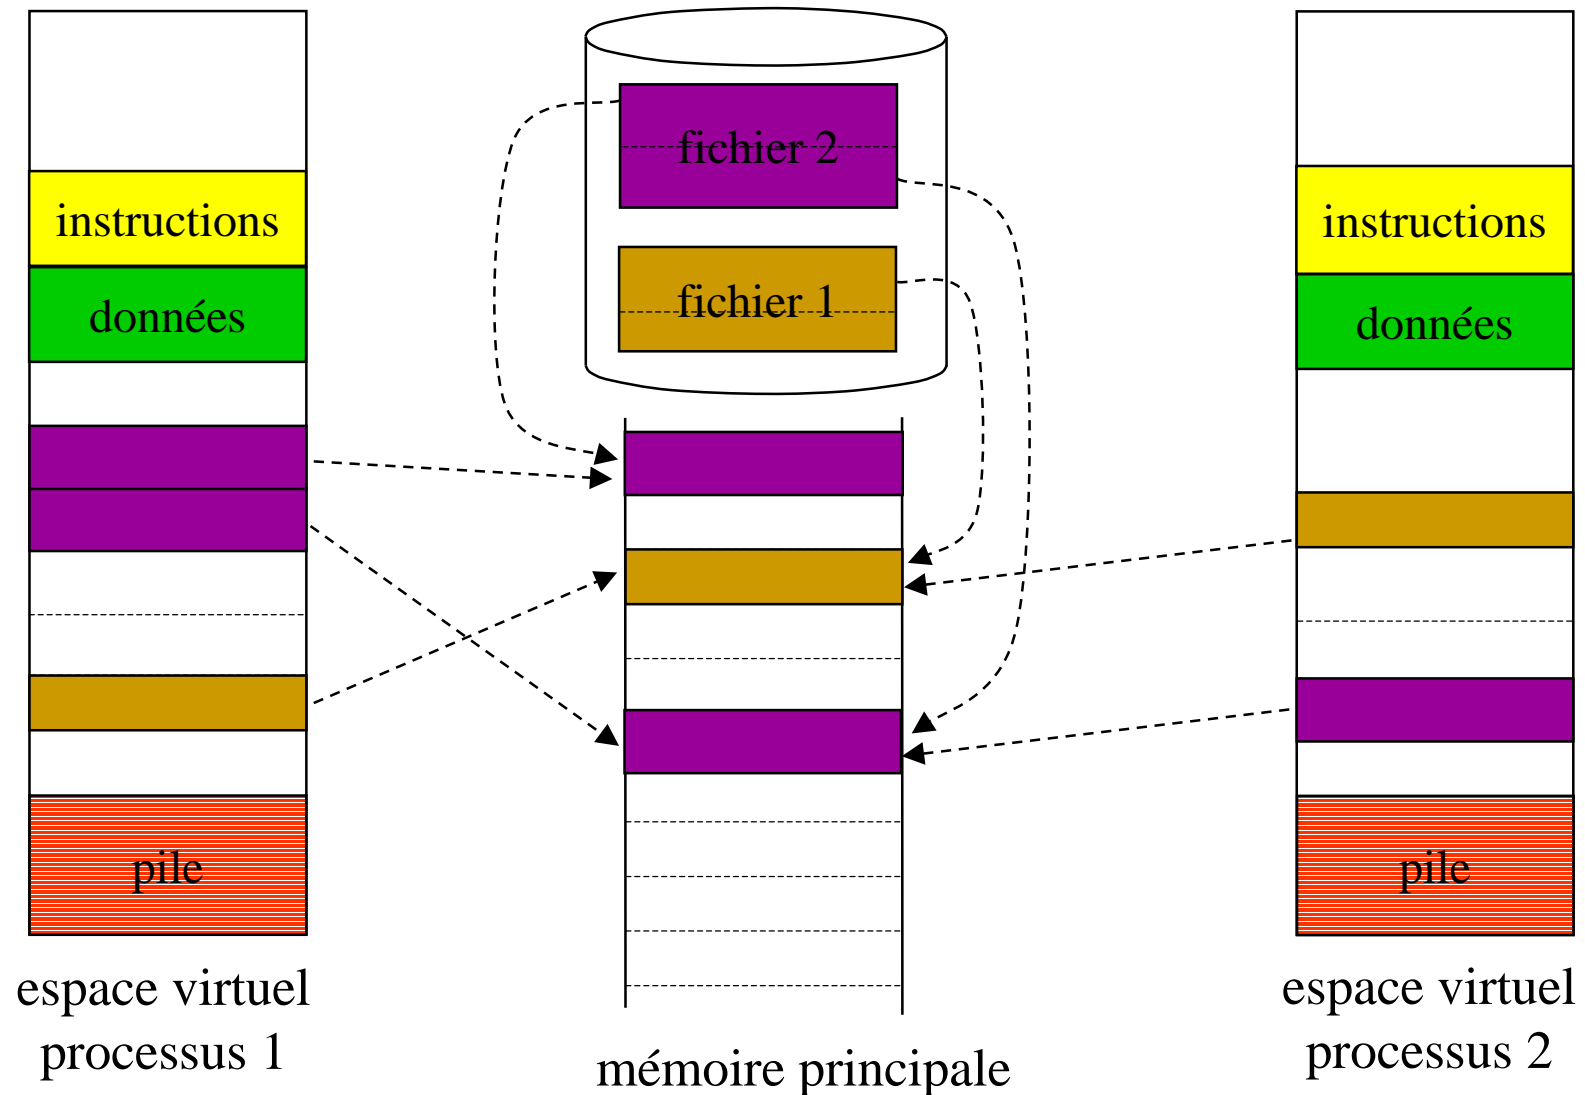 fichier 2
instructions
instructions
fichier 1
données
données
pile
pile
espace virtuel
processus 1
espace virtuel
processus 2
mémoire principale